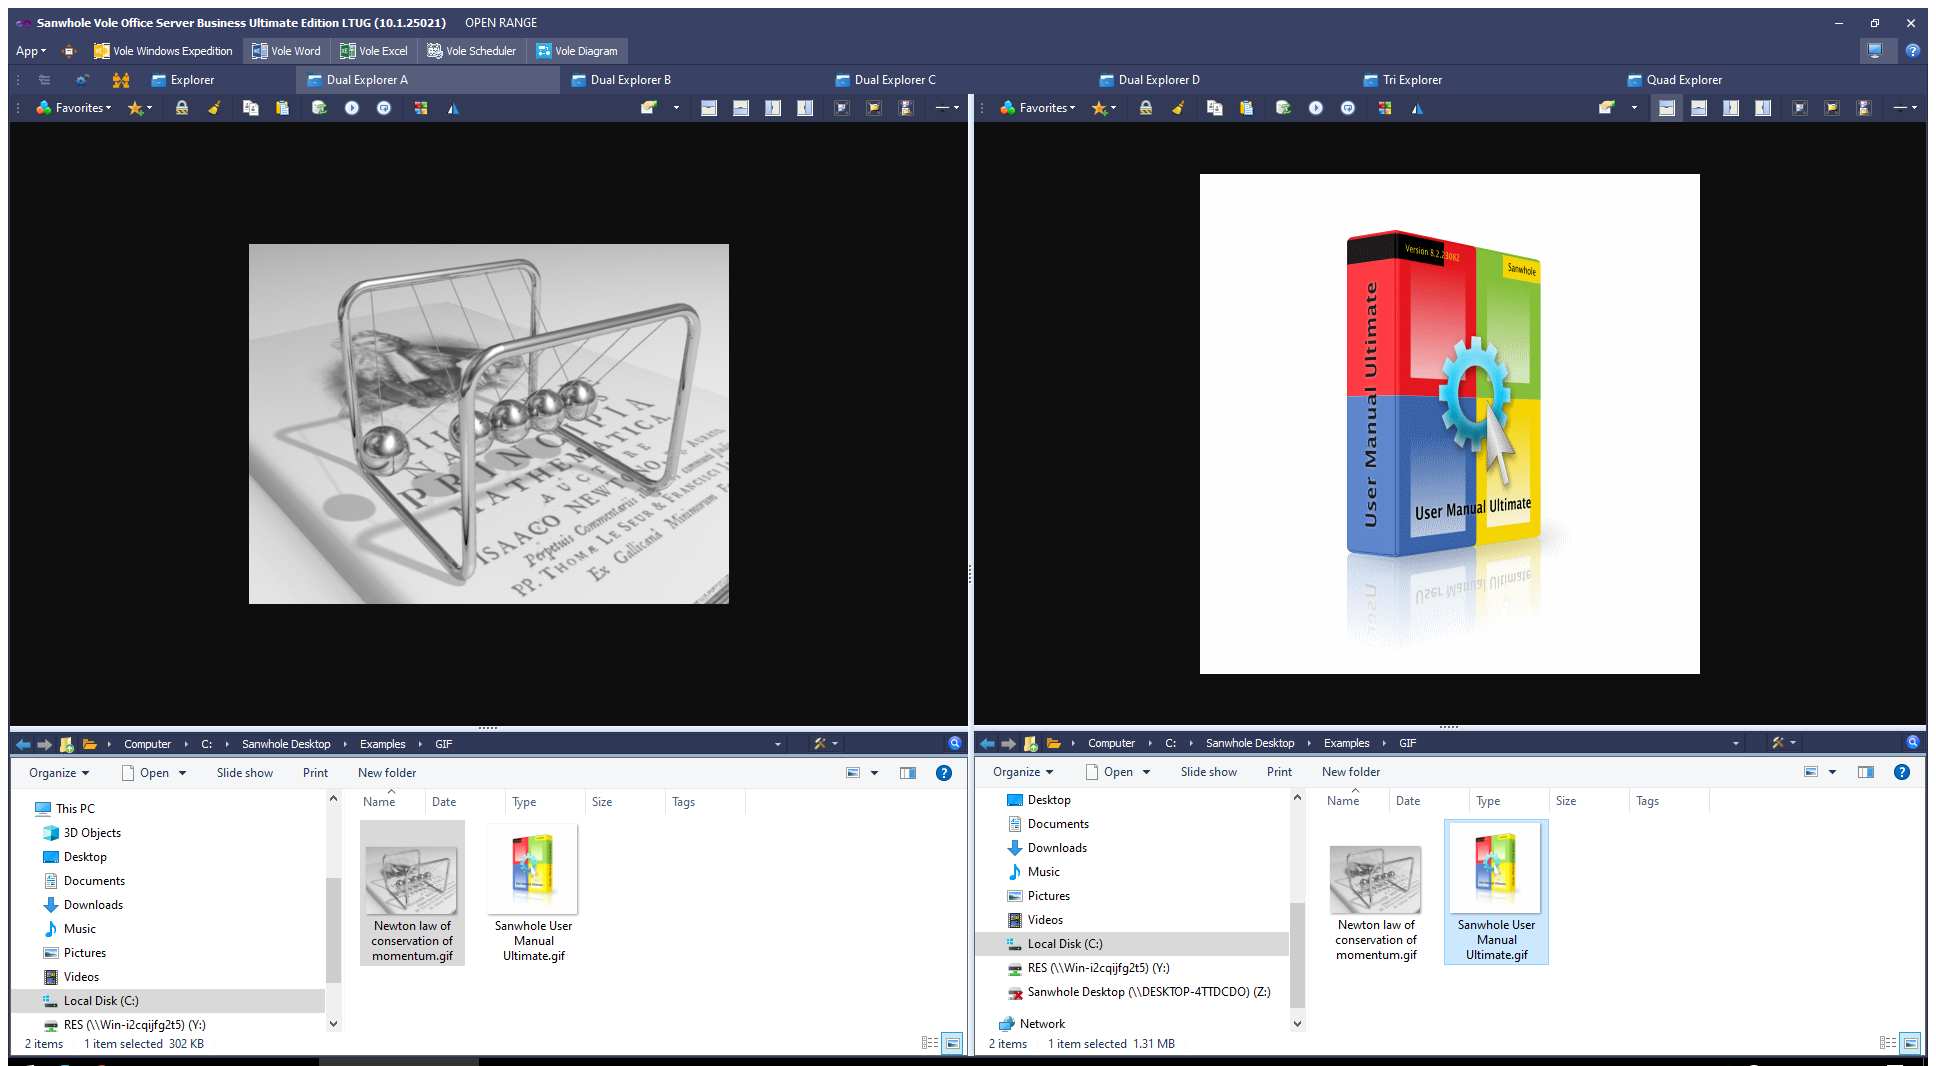 Sanwhole Vole Office Server Business Ultimate Edition LTUG (10.1.25021) OPEN RANGE
App Vole Windows Expedition Vole Word Vole Excel Vole Scheduler Vole Diagram
Explorer Dual Explorer A Dual Explorer B Dual Explorer C Dual Explorer D Tri Explorer Quad Explorer
Favorites
Favorites
PRINCIPIA
MATHEMATICA
AUCTORE
ISAACO NEWTONO
Perpetuis Commentariis
PP. THOMÆ LE SEUR & FRANCISCI
Ex Gallicana Minimorum
Version 8.2.23082
Sanwhole
User Manual Ultimate
User Manual Ultimate
Computer C: Sanwhole Desktop Examples GIF
Organize Open Slide show Print New folder
This PC
3D Objects
Desktop
Documents
Downloads
Music
Pictures
Videos
Local Disk (C:)
RES (\\Win-i2cqijfg2t5) (Y:)
Name Date Type Size Tags
Newton law of
conservation of
momentum.gif
Sanwhole User
Manual
Ultimate.gif
2 items 1 item selected 302 KB
Computer C: Sanwhole Desktop Examples GIF
Organize Open Slide show Print New folder
Desktop
Documents
Downloads
Music
Pictures
Videos
Local Disk (C:)
RES (\\Win-i2cqijfg2t5) (Y:)
Sanwhole Desktop (\\DESKTOP-4TTDCDO) (Z:)
Network
Name Date Type Size Tags
Newton law of
conservation of
momentum.gif
Sanwhole User
Manual
Ultimate.gif
2 items 1 item selected 1.31 MB